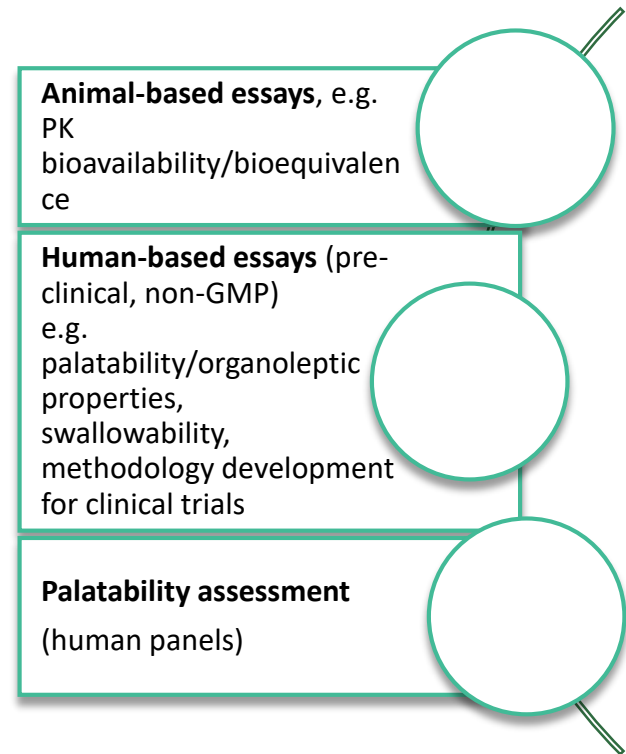 Animal-based essays, e.g.
PK
bioavailability/bioequivalen
ce
Human-based essays (pre-
clinical, non-GMP)
e.g.
palatability/organoleptic
properties,
swallowability,
methodology development
for clinical trials
Palatability assessment
(human panels)